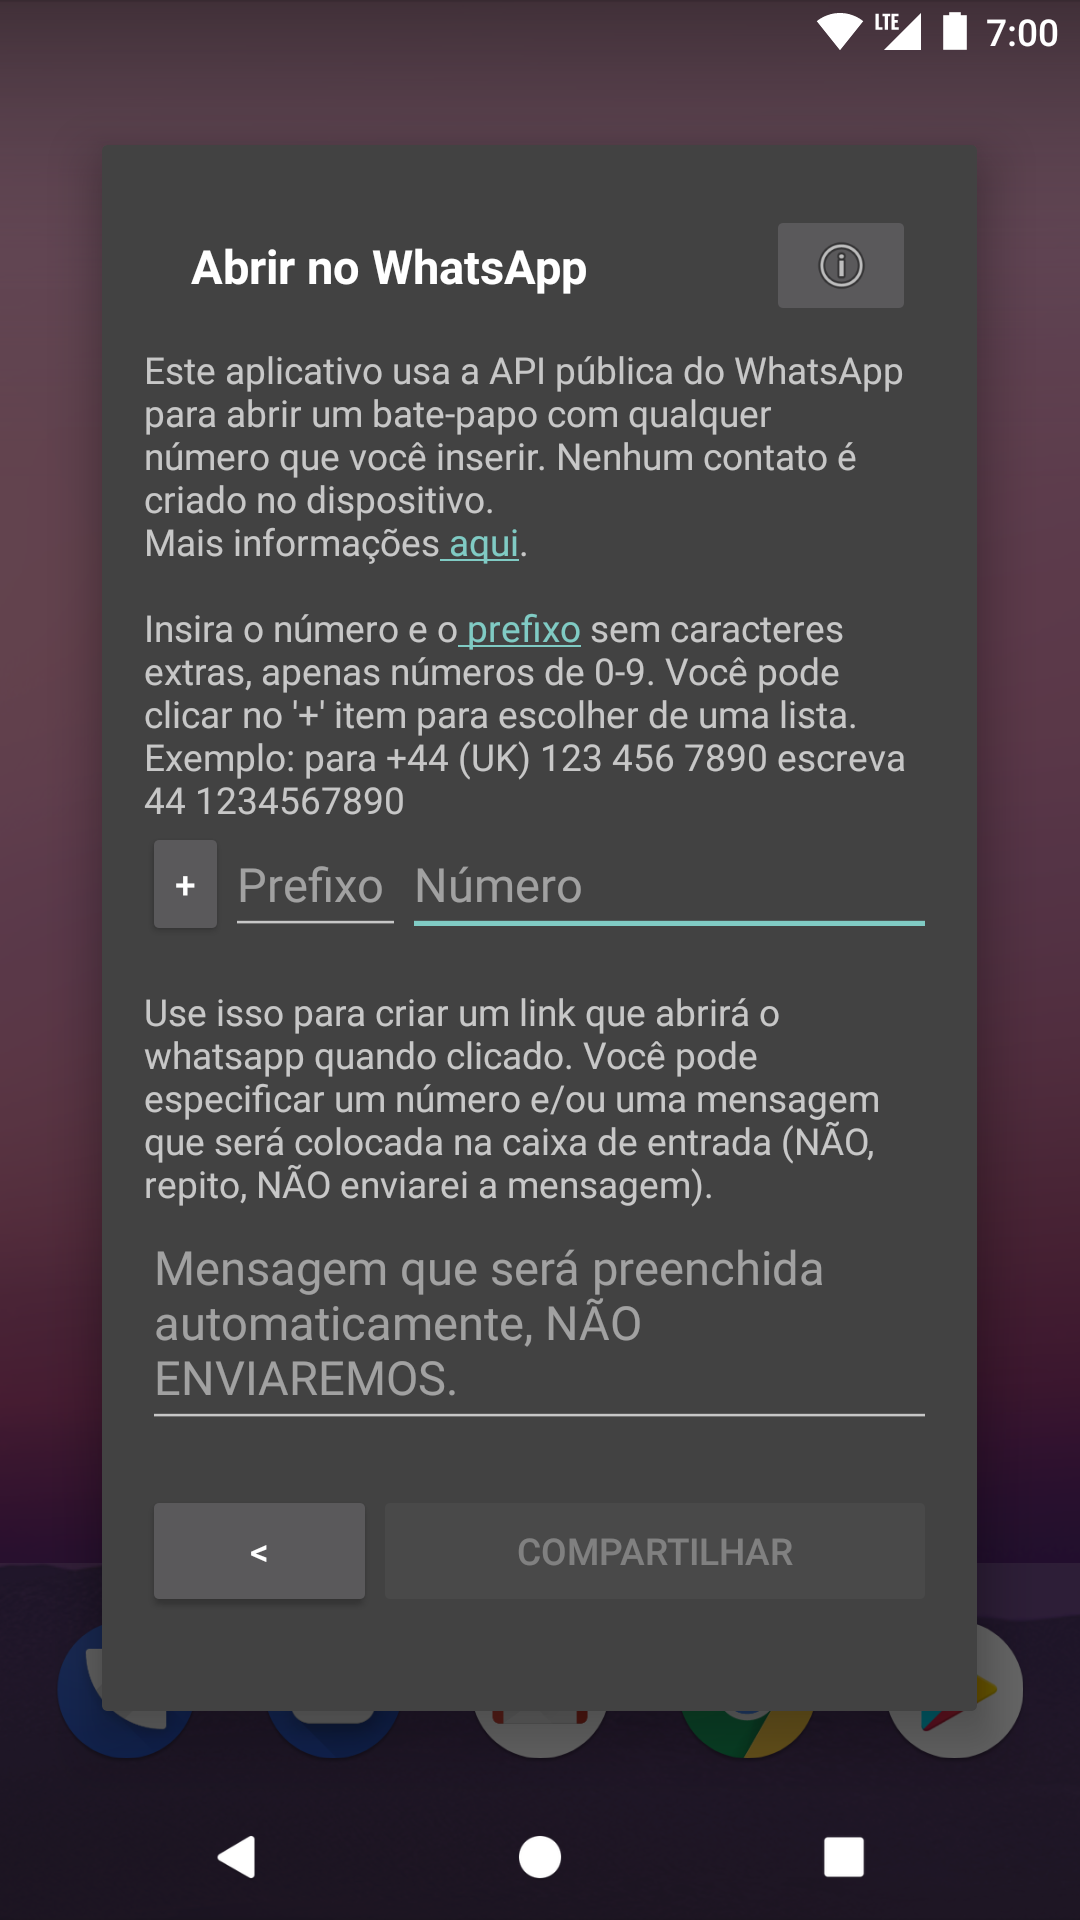 LTE 7:00
Abrir no WhatsApp
Este aplicativo usa a API pública do WhatsApp
para abrir um bate-papo com qualquer
número que você inserir. Nenhum contato é
criado no dispositivo.
Mais informações aqui.
Insira o número e o prefixo sem caracteres
extras, apenas números de 0-9. Você pode
clicar no '+' item para escolher de uma lista.
Exemplo: para +44 (UK) 123 456 7890 escreva
44 1234567890
+ Prefixo Número
Use isso para criar um link que abrirá o
whatsapp quando clicado. Você pode
especificar um número e/ou uma mensagem
que será colocada na caixa de entrada (NÃO,
repito, NÃO enviarei a mensagem).
Mensagem que será preenchida
automaticamente, NÃO
ENVIAREMOS.
< COMPARTILHAR